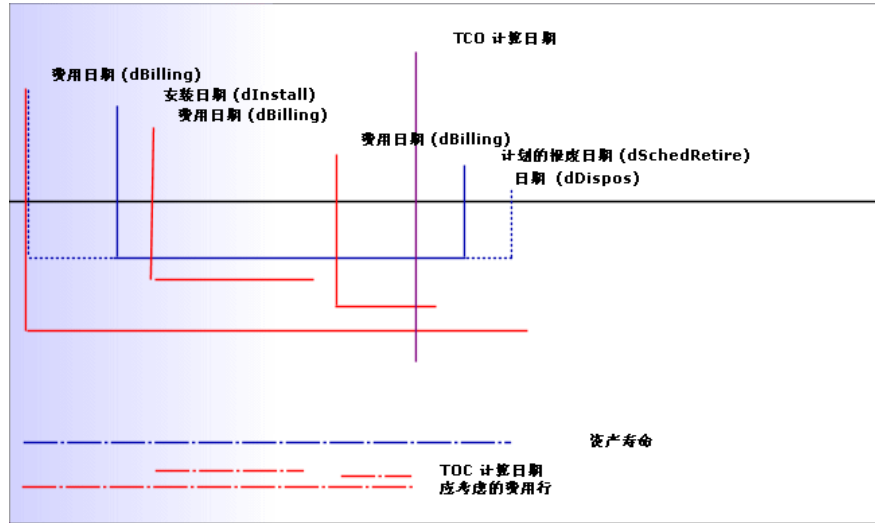 TCO 计算日期
费用日期 (dBilling)
安装日期 (dInstall)
费用日期 (dBilling)
费用日期 (dBilling)
计划的报废日期 (dSchedRetire)
日期 (dDispos)
资产寿命
TOC 计算日期
应考虑的费用行